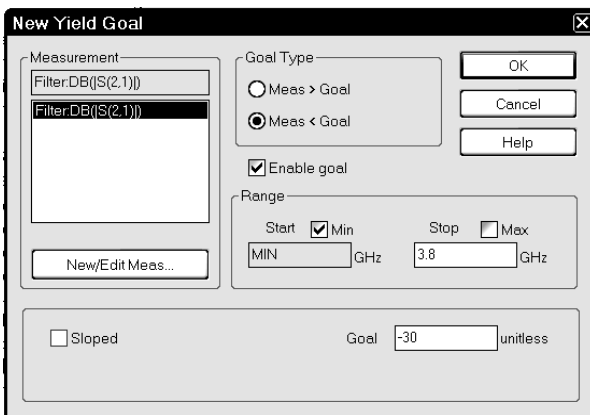 New Yield Goal
Measurement
Filter:DB(|S(2,1)|)
Filter:DB(|S(2,1)|)
New/Edit Meas...
Goal Type
Meas > Goal
Meas < Goal
Enable goal
OK
Cancel
Help
Range
Start Min Stop Max
MIN GHz 3.8 GHz
Sloped Goal -30 unitless